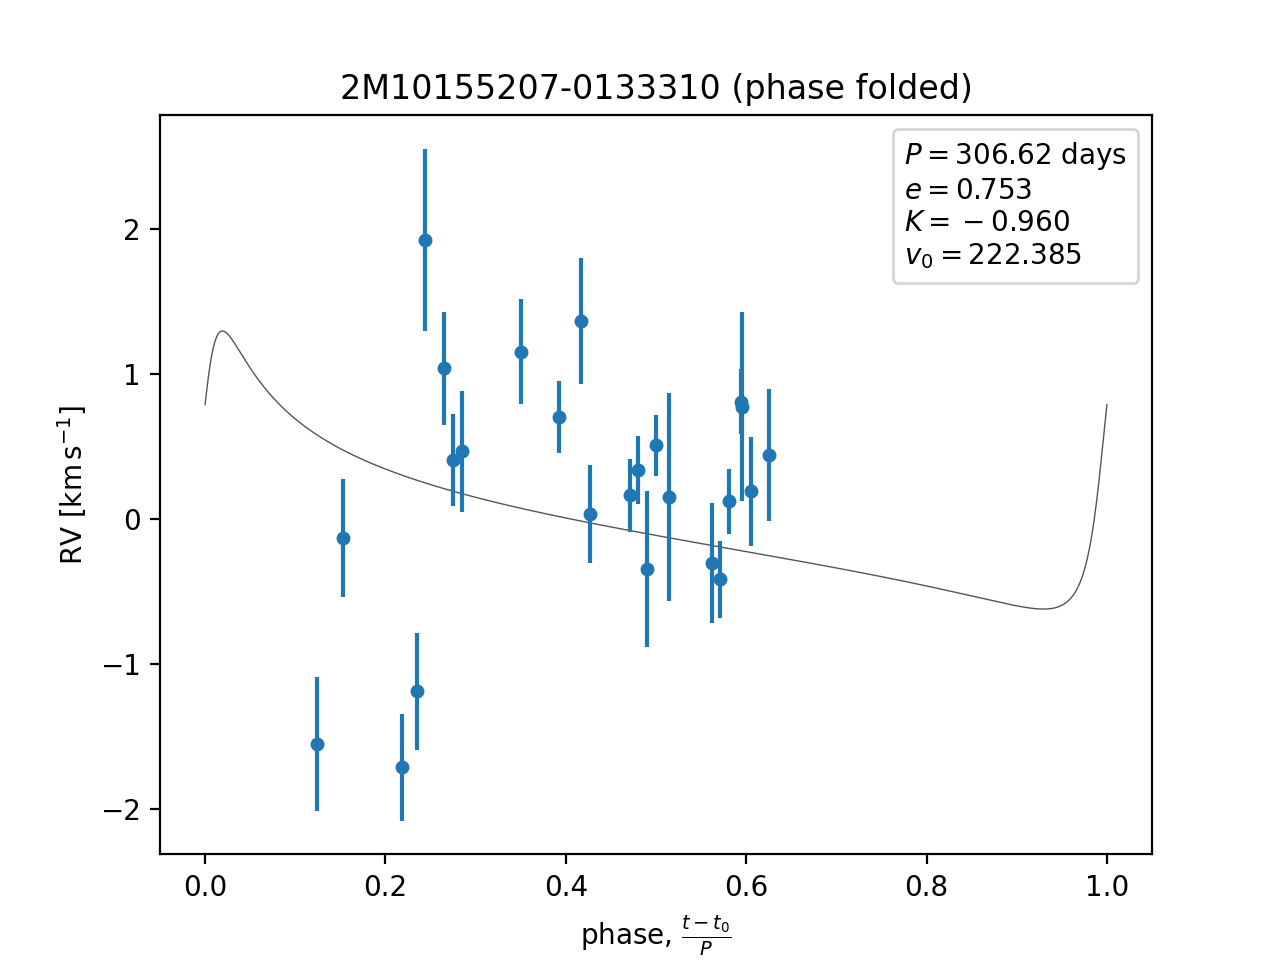 2M10155207-0133310 (phase folded)
P = 306.62 days
e = 0.753
K = −0.960
v₀ = 222.385
RV [km s⁻¹]
2
1
0
−1
−2
0.0 0.2 0.4 0.6 0.8 1.0
phase, (t − t₀)/P